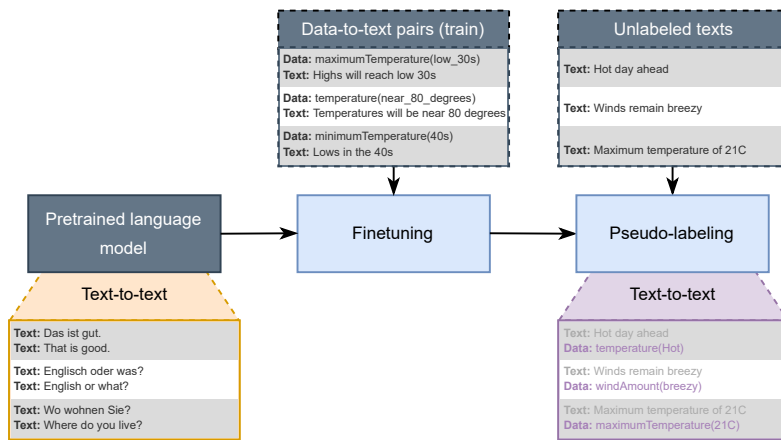 Data-to-text pairs (train)
Data: maximumTemperature(low_30s)
Text: Highs will reach low 30s
Data: temperature(near_80_degrees)
Text: Temperatures will be near 80 degrees
Data: minimumTemperature(40s)
Text: Lows in the 40s
Unlabeled texts
Text: Hot day ahead
Text: Winds remain breezy
Text: Maximum temperature of 21C
Pretrained language
model
Finetuning
Pseudo-labeling
Text-to-text
Text: Das ist gut.
Text: That is good.
Text: Englisch oder was?
Text: English or what?
Text: Wo wohnen Sie?
Text: Where do you live?
Text-to-text
Text: Hot day ahead
Data: temperature(Hot)
Text: Winds remain breezy
Data: windAmount(breezy)
Text: Maximum temperature of 21C
Data: maximumTemperature(21C)